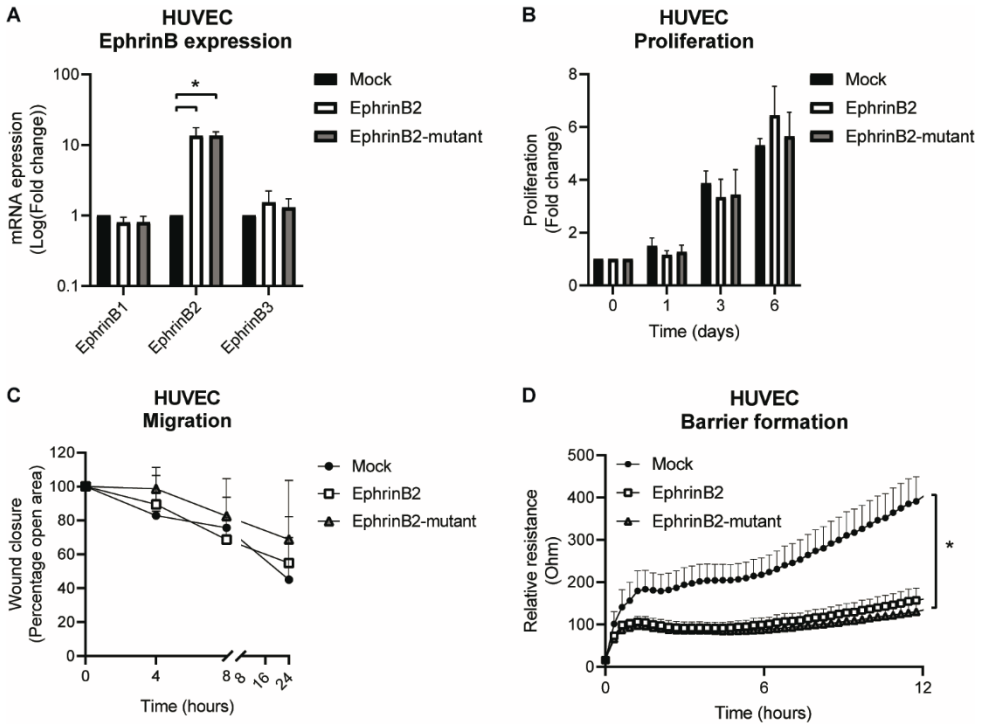 A
HUVEC
EphrinB expression
mRNA epression
(Log(Fold change))
100
10
1
0.1
*
EphrinB1
EphrinB2
EphrinB3
Mock
EphrinB2
EphrinB2-mutant
B
HUVEC
Proliferation
Proliferation
(Fold change)
8
6
4
2
0
0
1
3
6
Time (days)
Mock
EphrinB2
EphrinB2-mutant
C
HUVEC
Migration
Wound closure
(Percentage open area)
120
100
80
60
40
20
0
0
4
8
8
16
24
Time (hours)
Mock
EphrinB2
EphrinB2-mutant
D
HUVEC
Barrier formation
Relative resistance
(Ohm)
500
400
300
200
100
0
0
6
12
Time (hours)
Mock
EphrinB2
EphrinB2-mutant
*